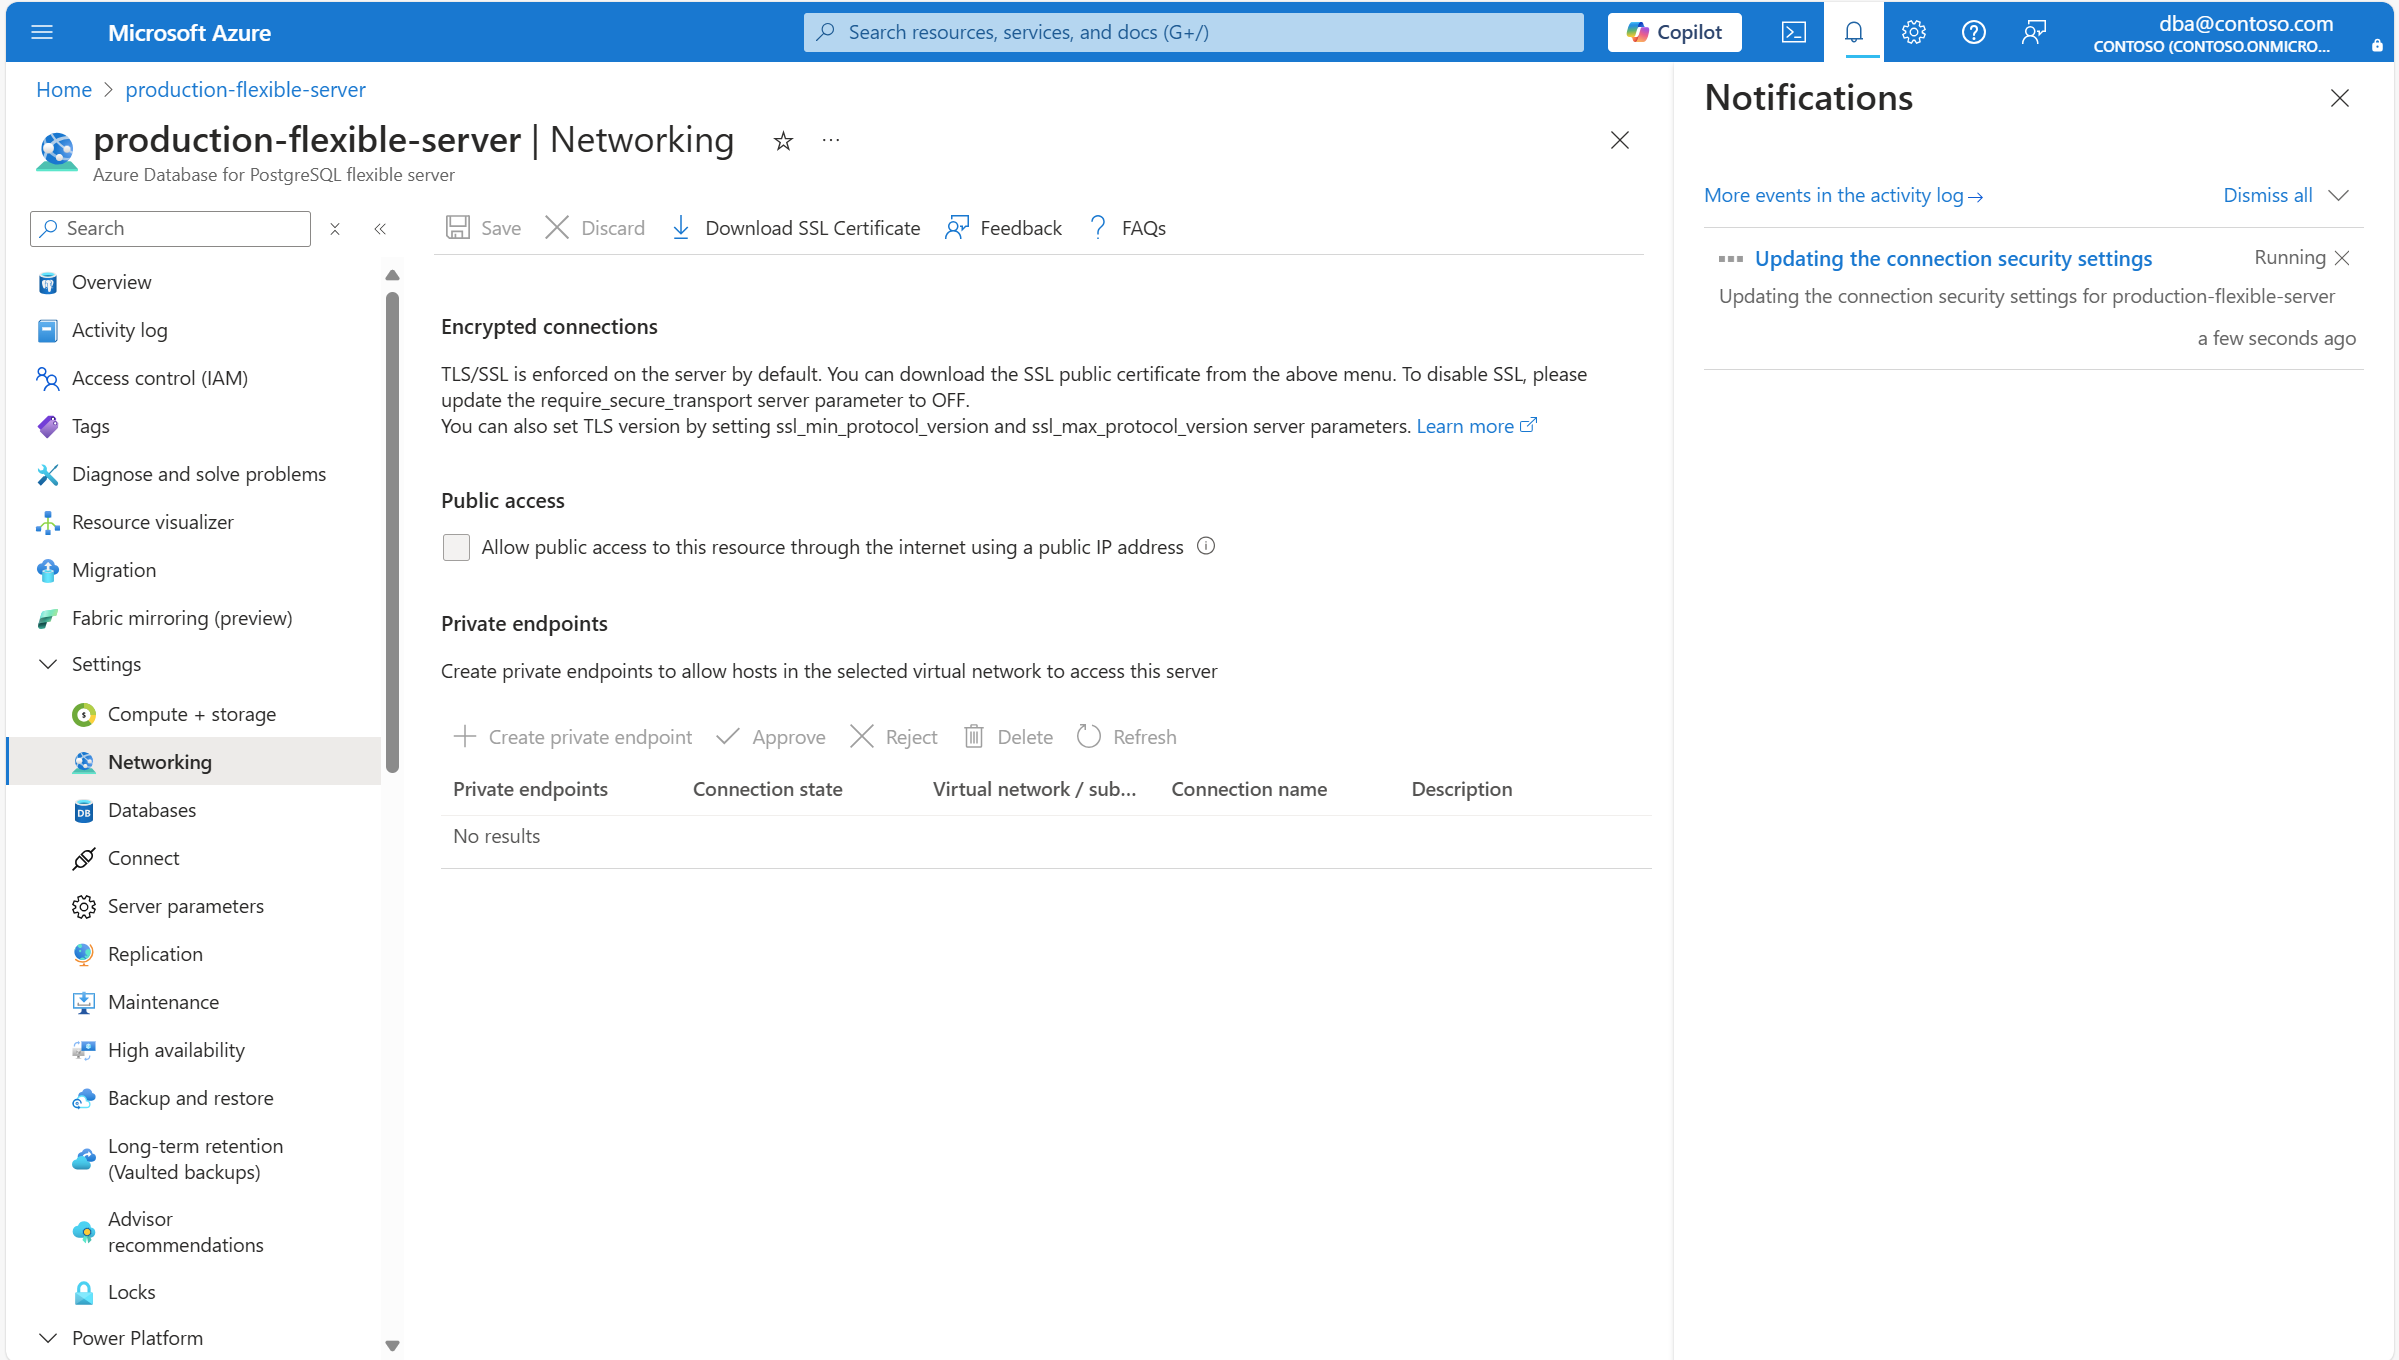 Microsoft Azure
Search resources, services, and docs (G+/)
Copilot
dba@contoso.com
CONTOSO (CONTOSO.ONMICRO...
Home > production-flexible-server
production-flexible-server | Networking
Azure Database for PostgreSQL flexible server
Search
Overview
Activity log
Access control (IAM)
Tags
Diagnose and solve problems
Resource visualizer
Migration
Fabric mirroring (preview)
Settings
Compute + storage
Networking
Databases
Connect
Server parameters
Replication
Maintenance
High availability
Backup and restore
Long-term retention
(Vaulted backups)
Advisor
recommendations
Locks
Power Platform
Save Discard Download SSL Certificate Feedback ? FAQs
Encrypted connections
TLS/SSL is enforced on the server by default. You can download the SSL public certificate from the above menu. To disable SSL, please
update the require_secure_transport server parameter to OFF.
You can also set TLS version by setting ssl_min_protocol_version and ssl_max_protocol_version server parameters. Learn more
Public access
Allow public access to this resource through the internet using a public IP address
Private endpoints
Create private endpoints to allow hosts in the selected virtual network to access this server
Create private endpoint Approve Reject Delete Refresh
Private endpoints Connection state Virtual network / sub... Connection name Description
No results
Notifications
More events in the activity log→ Dismiss all
Updating the connection security settings Running
Updating the connection security settings for production-flexible-server
a few seconds ago